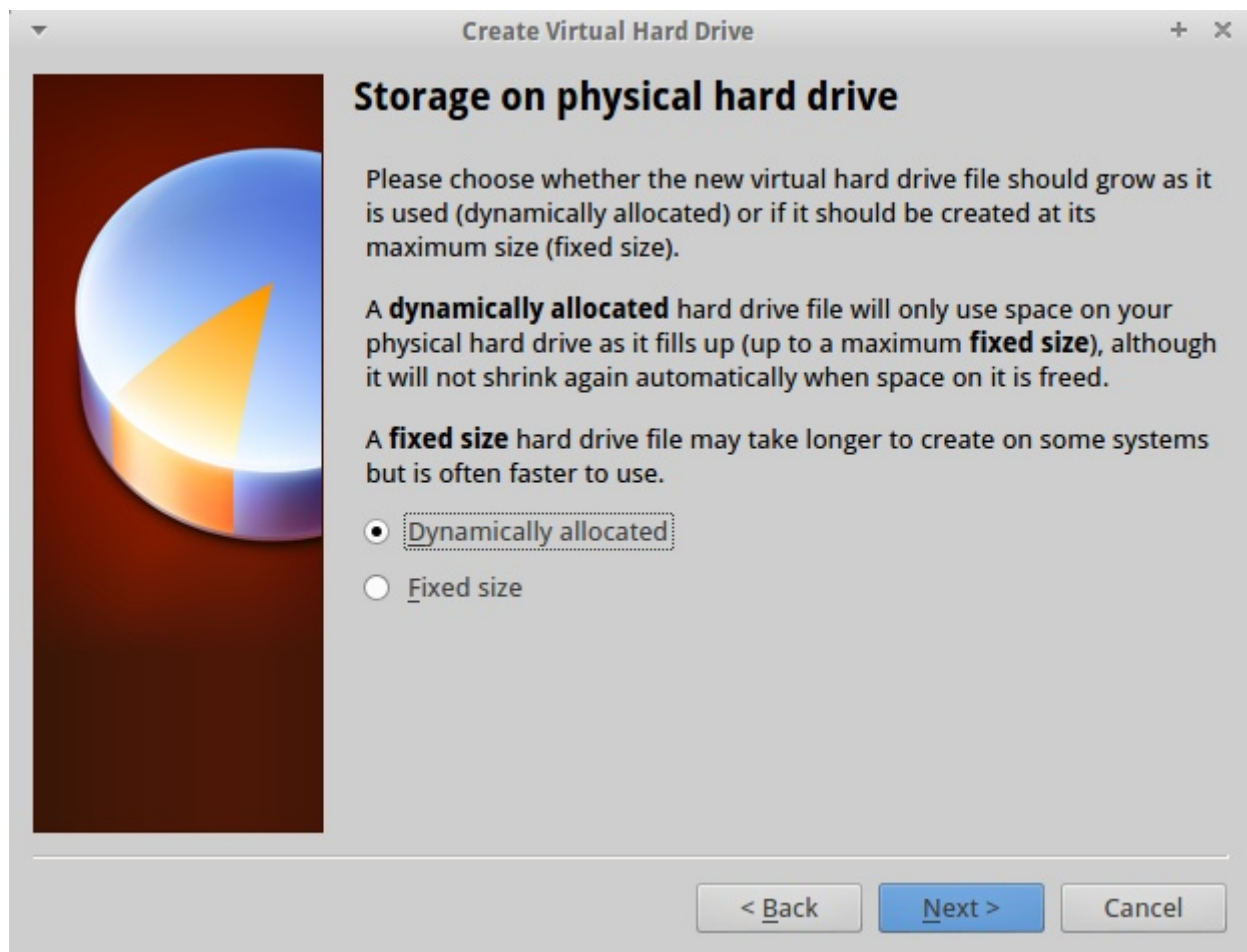 Create Virtual Hard Drive
Storage on physical hard drive
Please choose whether the new virtual hard drive file should grow as it
is used (dynamically allocated) or if it should be created at its
maximum size (fixed size).
A dynamically allocated hard drive file will only use space on your
physical hard drive as it fills up (up to a maximum fixed size), although
it will not shrink again automatically when space on it is freed.
A fixed size hard drive file may take longer to create on some systems
but is often faster to use.
Dynamically allocated
Fixed size
< Back Next > Cancel